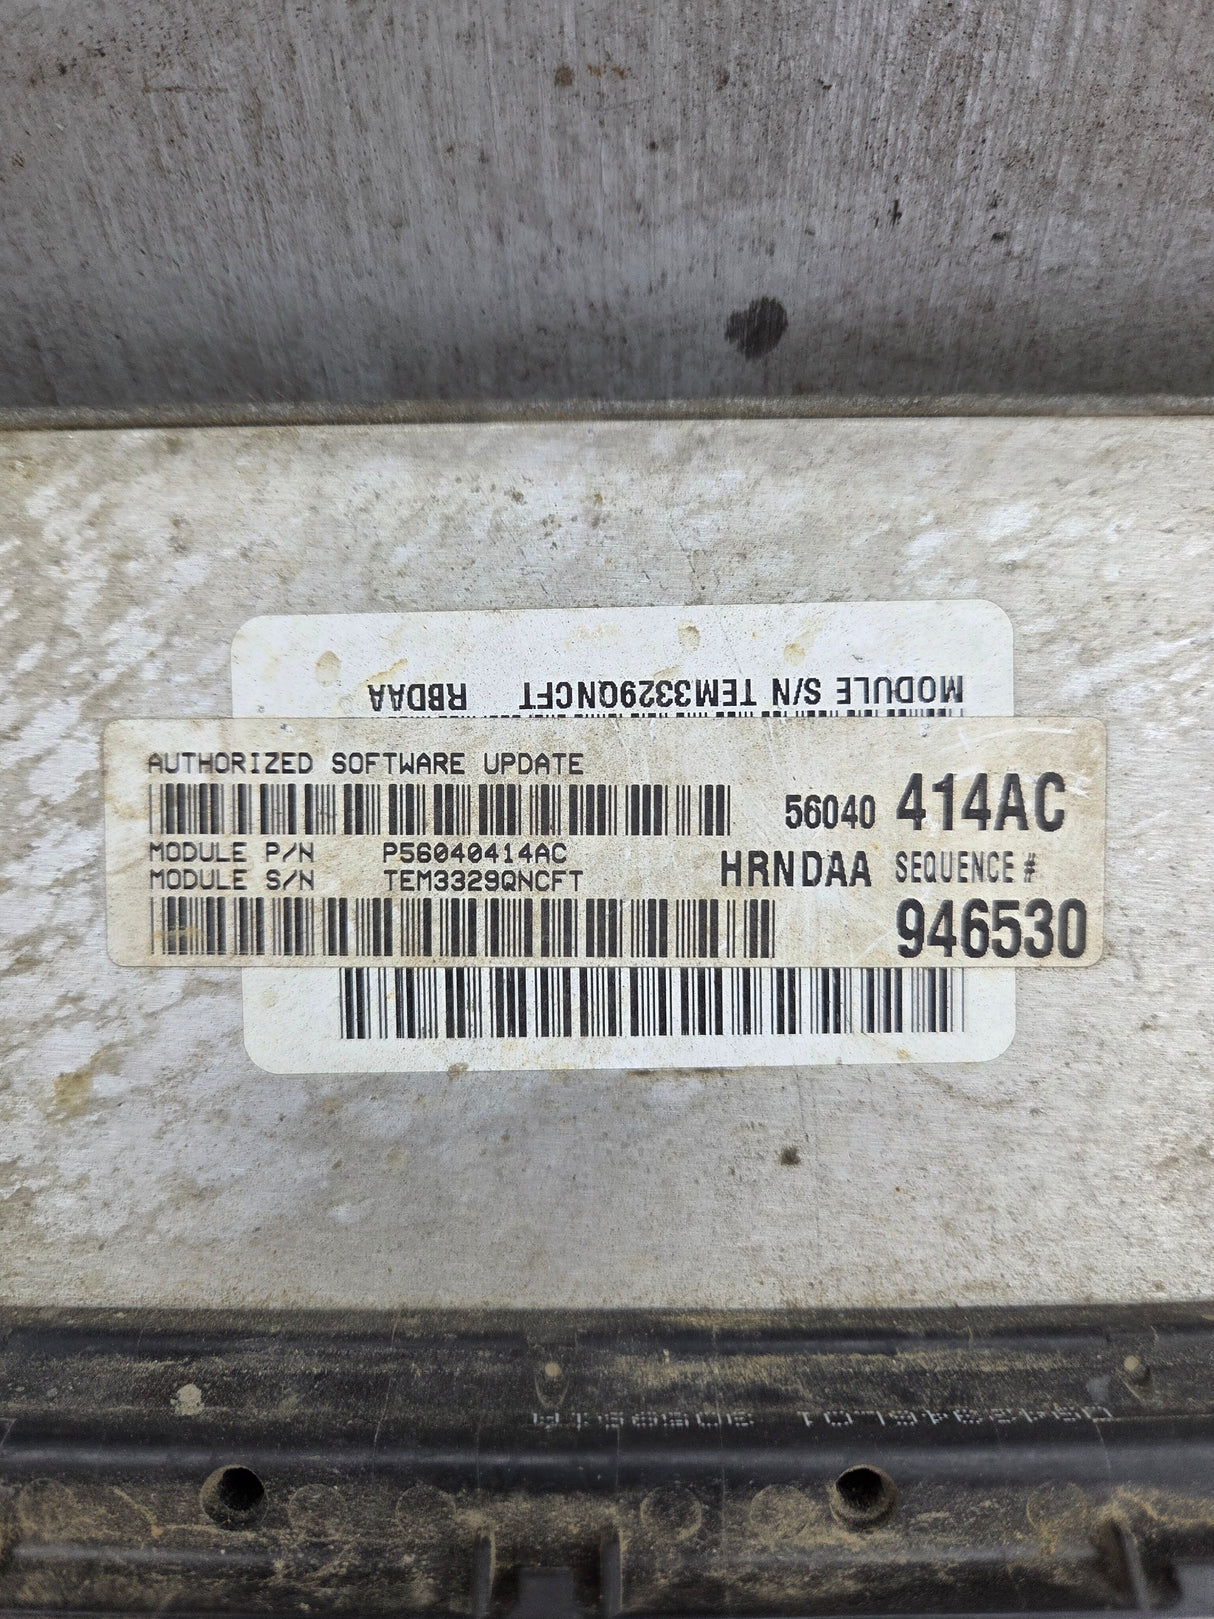 MODULE S/N TEM3329QNCFT RBDAA
AUTHORIZED SOFTWARE UPDATE
56040 414AC
MODULE P/N P56040414AC
MODULE S/N TEM3329QNCFT
HRNDAA SEQUENCE #
946530